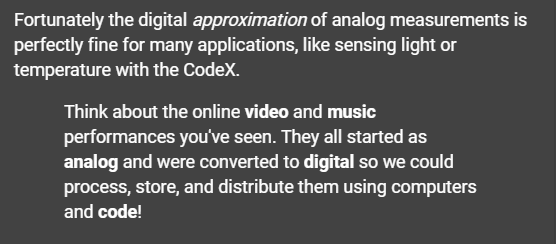 Fortunately the digital approximation of analog measurements is
perfectly fine for many applications, like sensing light or
temperature with the CodeX.
Think about the online video and music
performances you've seen. They all started as
analog and were converted to digital so we could
process, store, and distribute them using computers
and code!